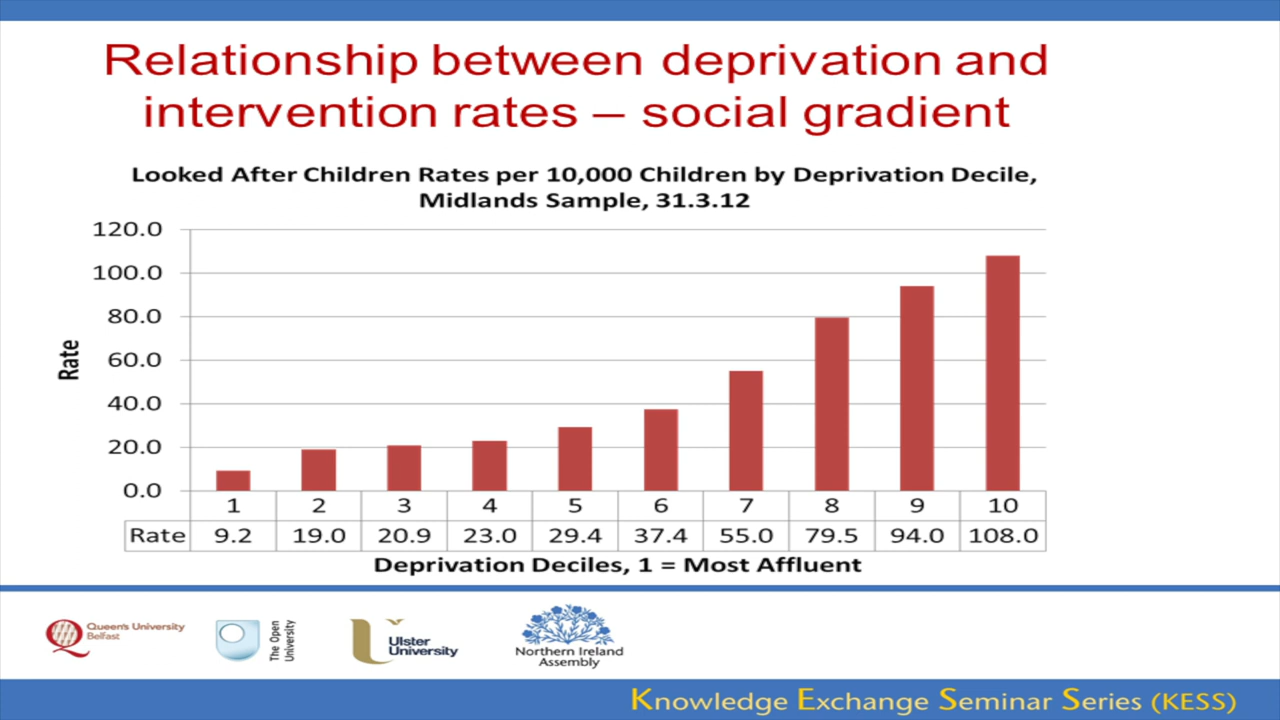 Relationship between deprivation and
intervention rates – social gradient
Looked After Children Rates per 10,000 Children by Deprivation Decile,
Midlands Sample, 31.3.12
120.0
100.0
80.0
60.0
40.0
20.0
0.0
Rate
1 2 3 4 5 6 7 8 9 10
Rate 9.2 19.0 20.9 23.0 29.4 37.4 55.0 79.5 94.0 108.0
Deprivation Deciles, 1 = Most Affluent
Queen's University
Belfast
The Open
University
Ulster
University
Northern Ireland
Assembly
Knowledge Exchange Seminar Series (KESS)